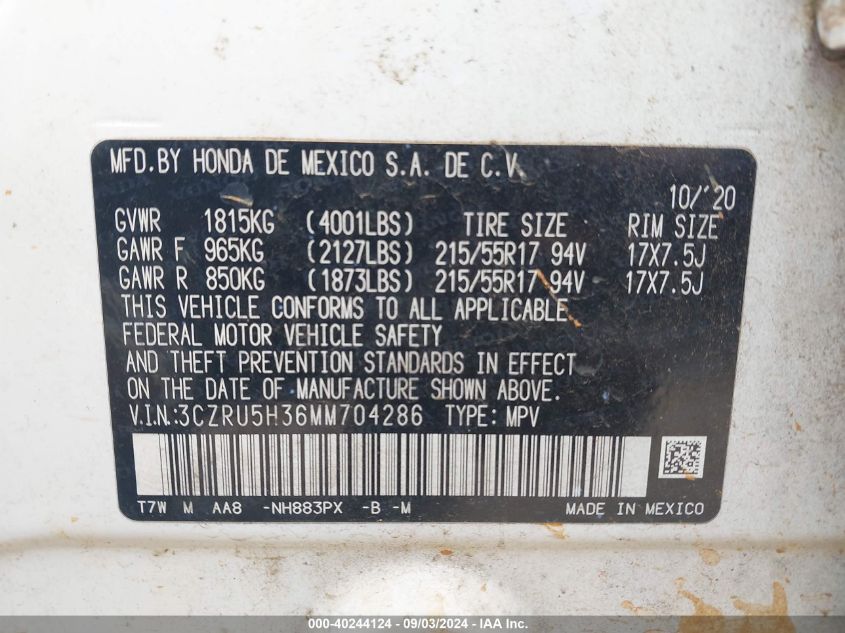 MFD.BY HONDA DE MEXICO S.A. DE C.V.
10/'20
GVWR 1815KG (4001LBS) TIRE SIZE RIM SIZE
GAWR F 965KG (2127LBS) 215/55R17 94V 17X7.5J
GAWR R 850KG (1873LBS) 215/55R17 94V 17X7.5J
THIS VEHICLE CONFORMS TO ALL APPLICABLE
FEDERAL MOTOR VEHICLE SAFETY
AND THEFT PREVENTION STANDARDS IN EFFECT
ON THE DATE OF MANUFACTURE SHOWN ABOVE.
V.I.N.:3CZRU5H36MM704286 TYPE: MPV
T7W M AA8 -NH883PX -B -M MADE IN MEXICO
000-40244124 - 09/03/2024 - IAA Inc.